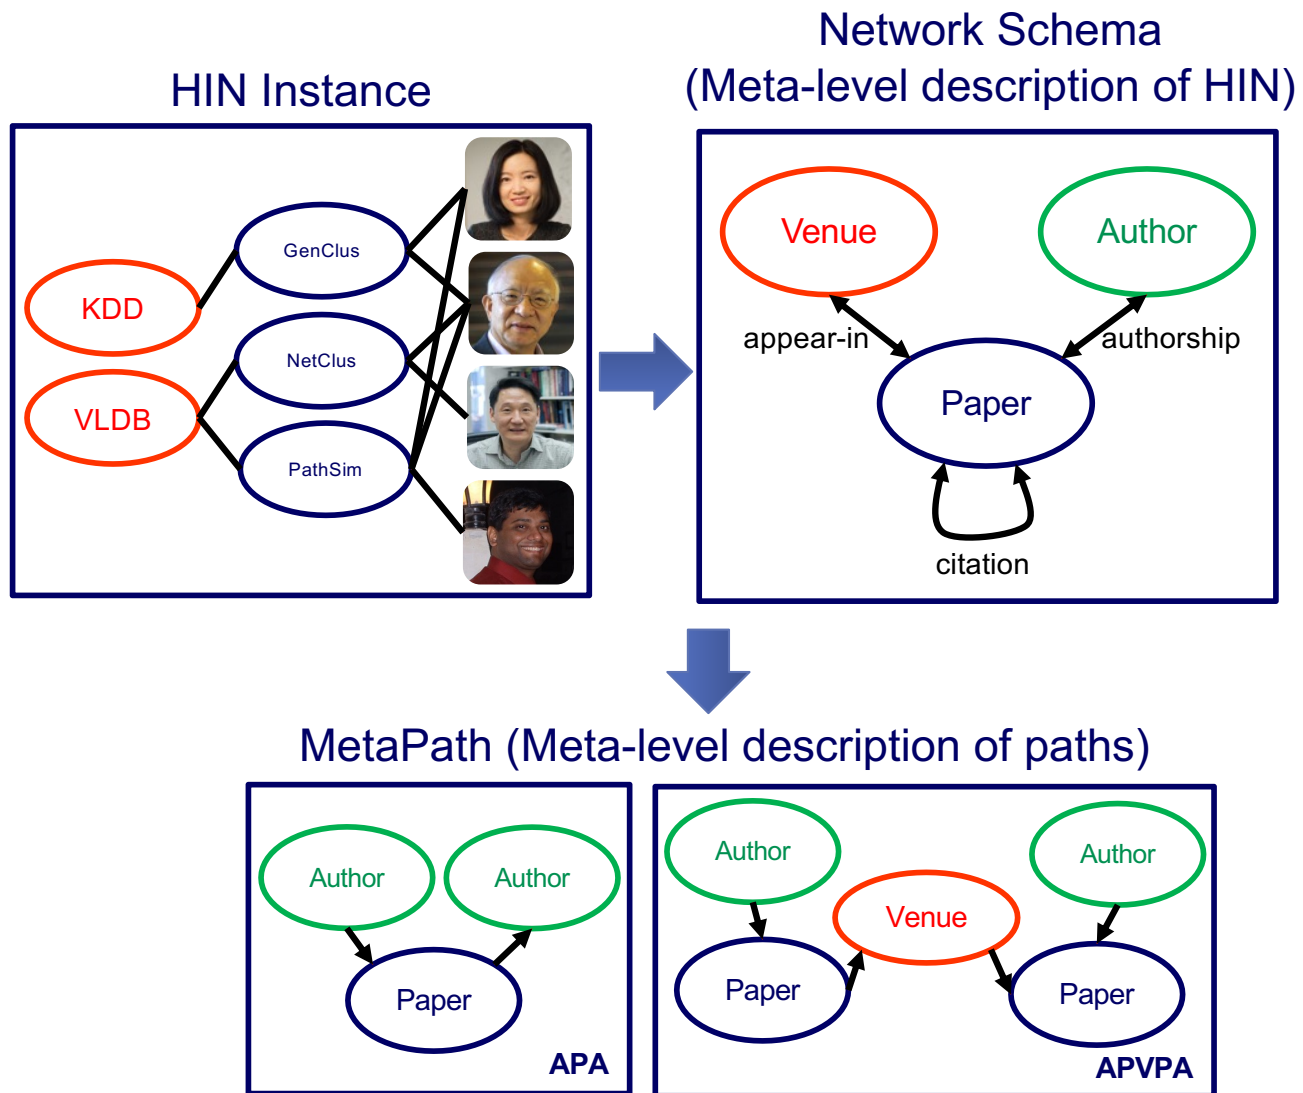 Network Schema
(Meta-level description of HIN)
HIN Instance
KDD
VLDB
GenClus
NetClus
PathSim
Venue
Author
appear-in
authorship
Paper
citation
MetaPath (Meta-level description of paths)
Author
Author
Paper
APA
Author
Author
Venue
Paper
Paper
APVPA